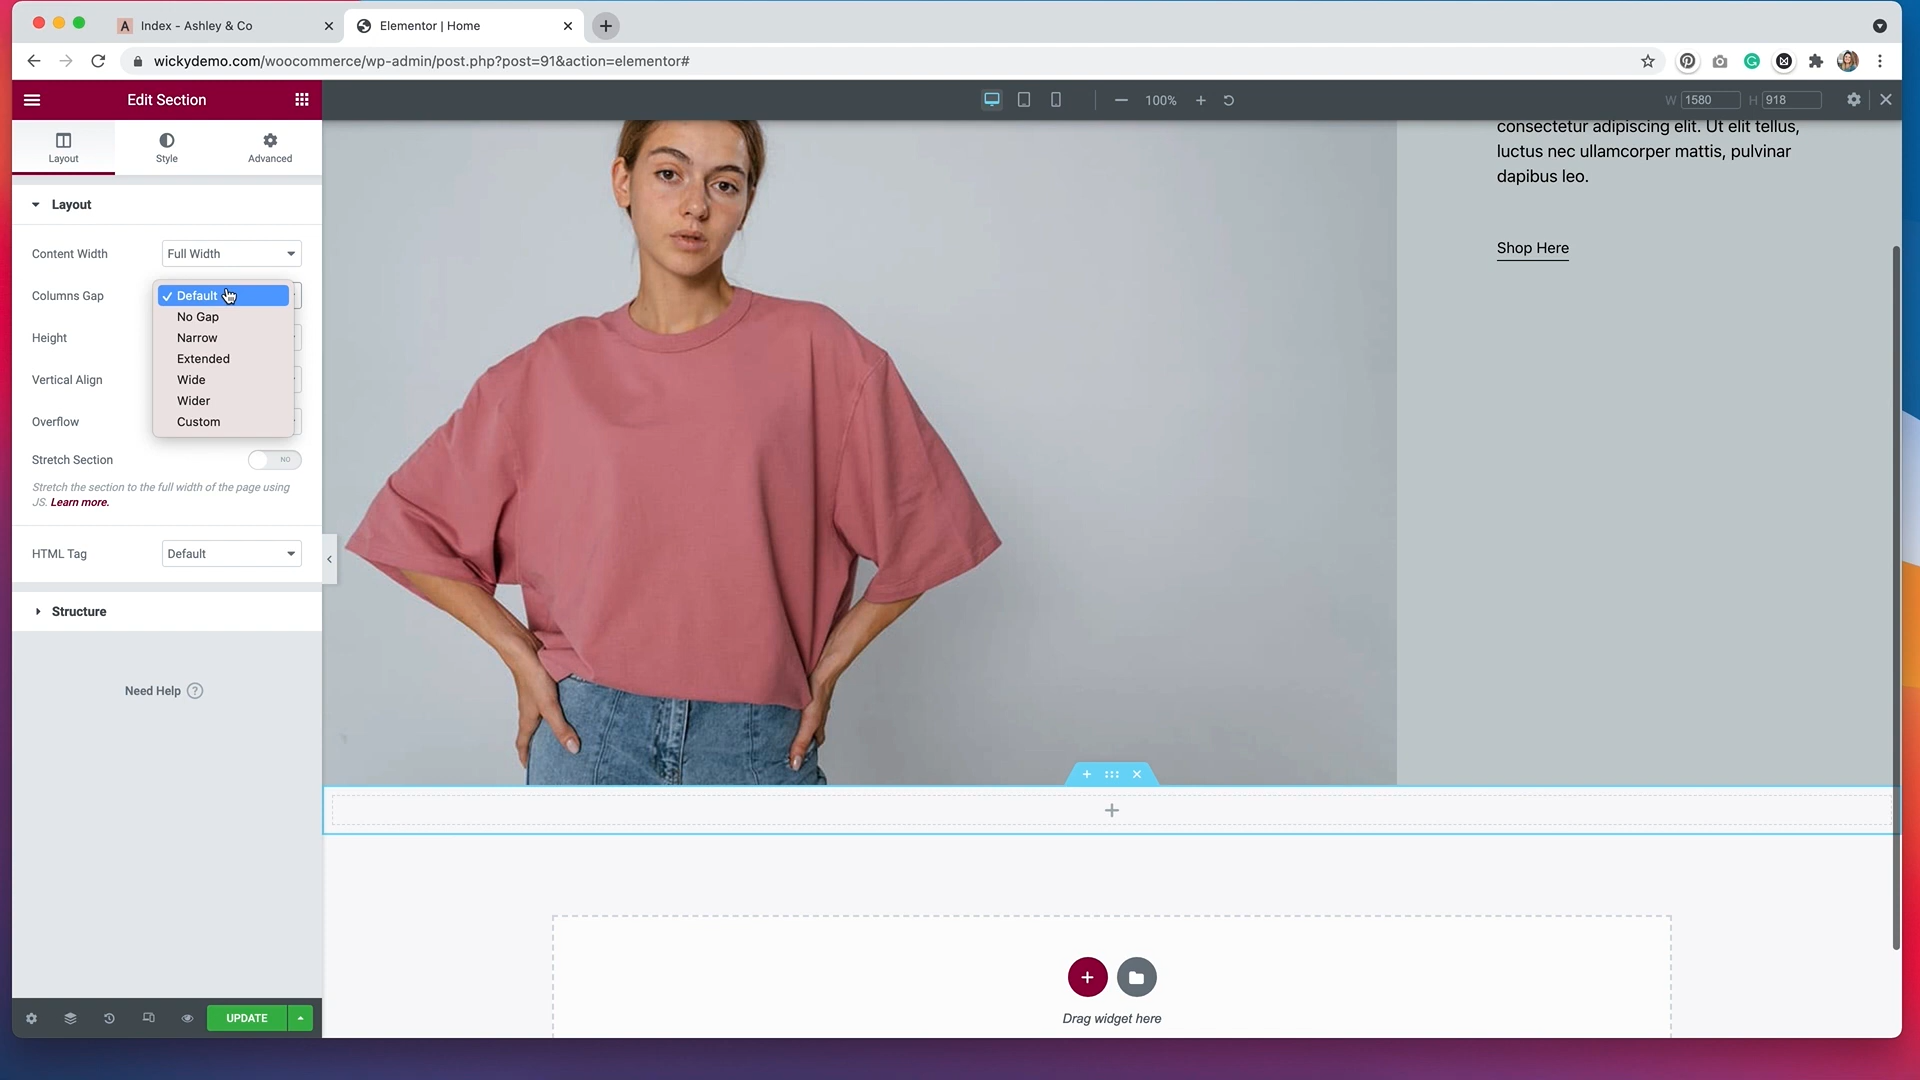 Index - Ashley & Co
Elementor | Home
wickydemo.com/woocommerce/wp-admin/post.php?post=91&action=elementor#
Edit Section
100%
W 1580 H 918
Layout
Style
Advanced
Layout
Content Width
Full Width
Columns Gap
Default
No Gap
Narrow
Extended
Wide
Wider
Custom
Height
Vertical Align
Overflow
Stretch Section
NO
Stretch the section to the full width of the page using
JS. Learn more.
HTML Tag
Default
Structure
Need Help ?
UPDATE
consectetur adipiscing elit. Ut elit tellus,
luctus nec ullamcorper mattis, pulvinar
dapibus leo.
Shop Here
Drag widget here